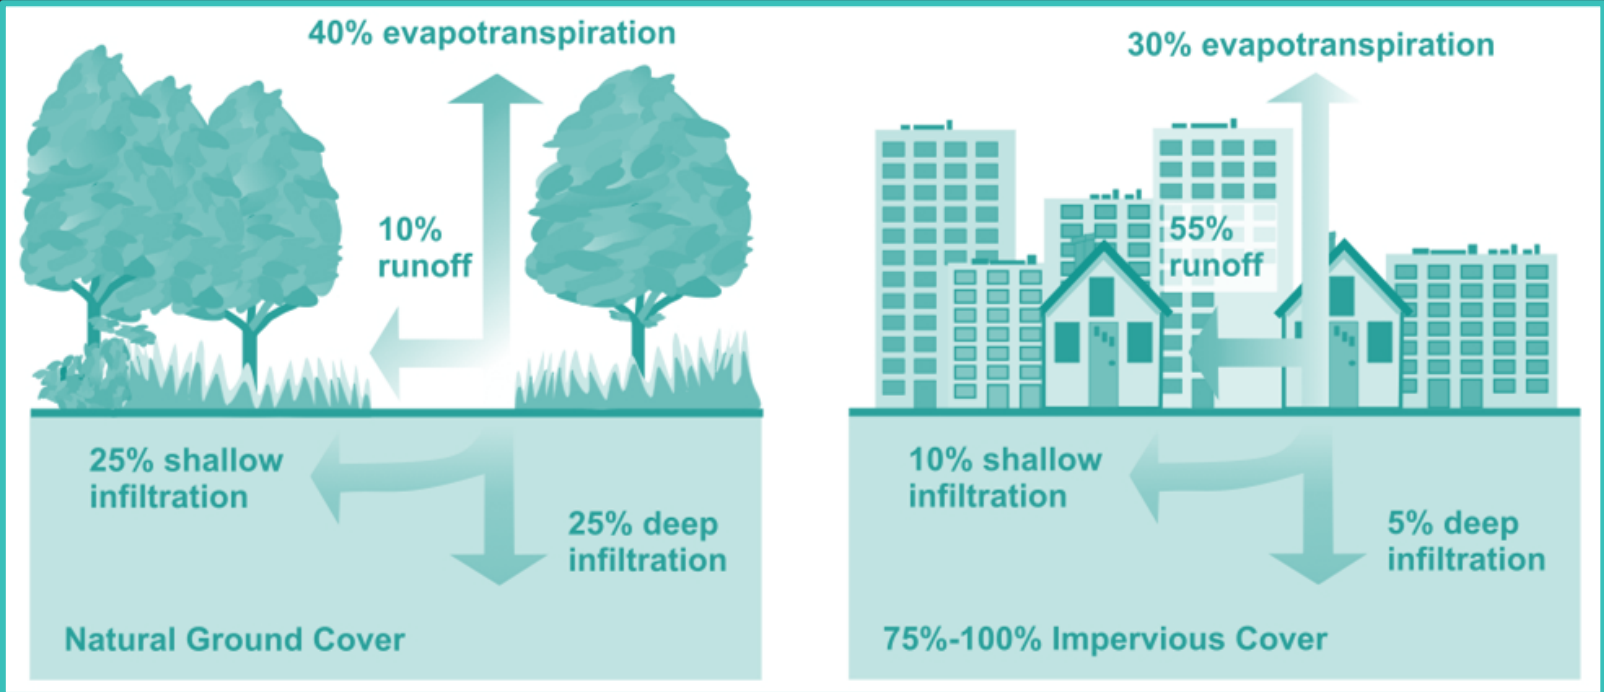 40% evapotranspiration
10%
runoff
25% shallow
infiltration
25% deep
infiltration
Natural Ground Cover
30% evapotranspiration
55%
runoff
10% shallow
infiltration
5% deep
infiltration
75%-100% Impervious Cover